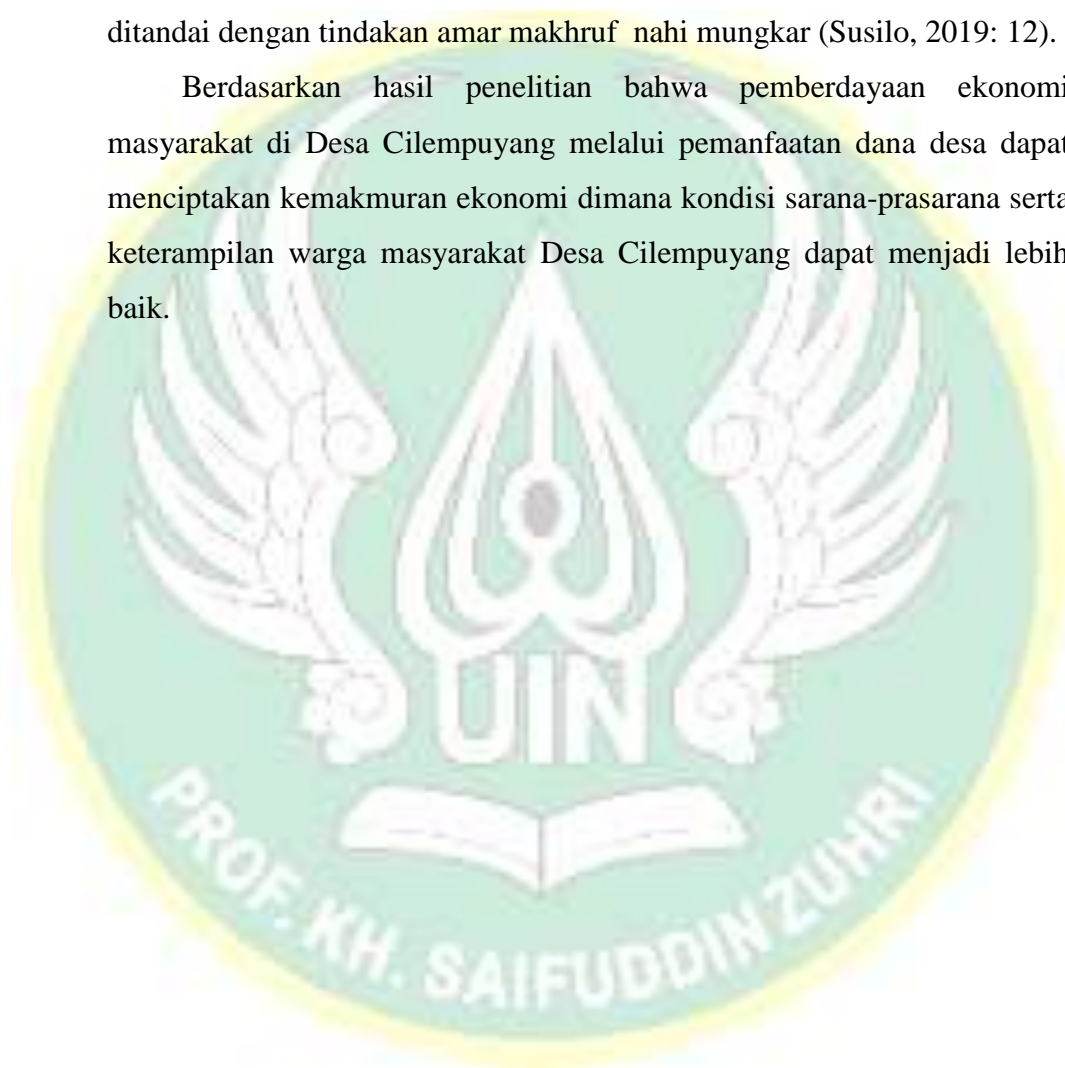 ditandai dengan tindakan amar makhruf nahi mungkar (Susilo, 2019: 12).
Berdasarkan hasil penelitian bahwa pemberdayaan ekonomi
masyarakat di Desa Cilempuyang melalui pemanfaatan dana desa dapat
menciptakan kemakmuran ekonomi dimana kondisi sarana-prasarana serta
keterampilan warga masyarakat Desa Cilempuyang dapat menjadi lebih
baik.
UIN
PROF. KH. SAIFUDDIN ZUHRI